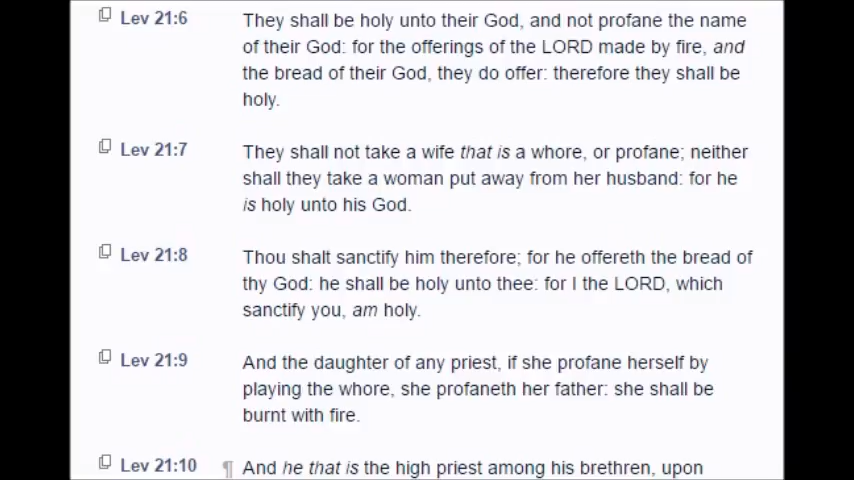 Lev 21:6 They shall be holy unto their God, and not profane the name
of their God: for the offerings of the LORD made by fire, and
the bread of their God, they do offer: therefore they shall be
holy.
Lev 21:7 They shall not take a wife that is a whore, or profane; neither
shall they take a woman put away from her husband: for he
is holy unto his God.
Lev 21:8 Thou shalt sanctify him therefore; for he offereth the bread of
thy God: he shall be holy unto thee: for I the LORD, which
sanctify you, am holy.
Lev 21:9 And the daughter of any priest, if she profane herself by
playing the whore, she profaneth her father: she shall be
burnt with fire.
Lev 21:10 ¶ And he that is the high priest among his brethren, upon